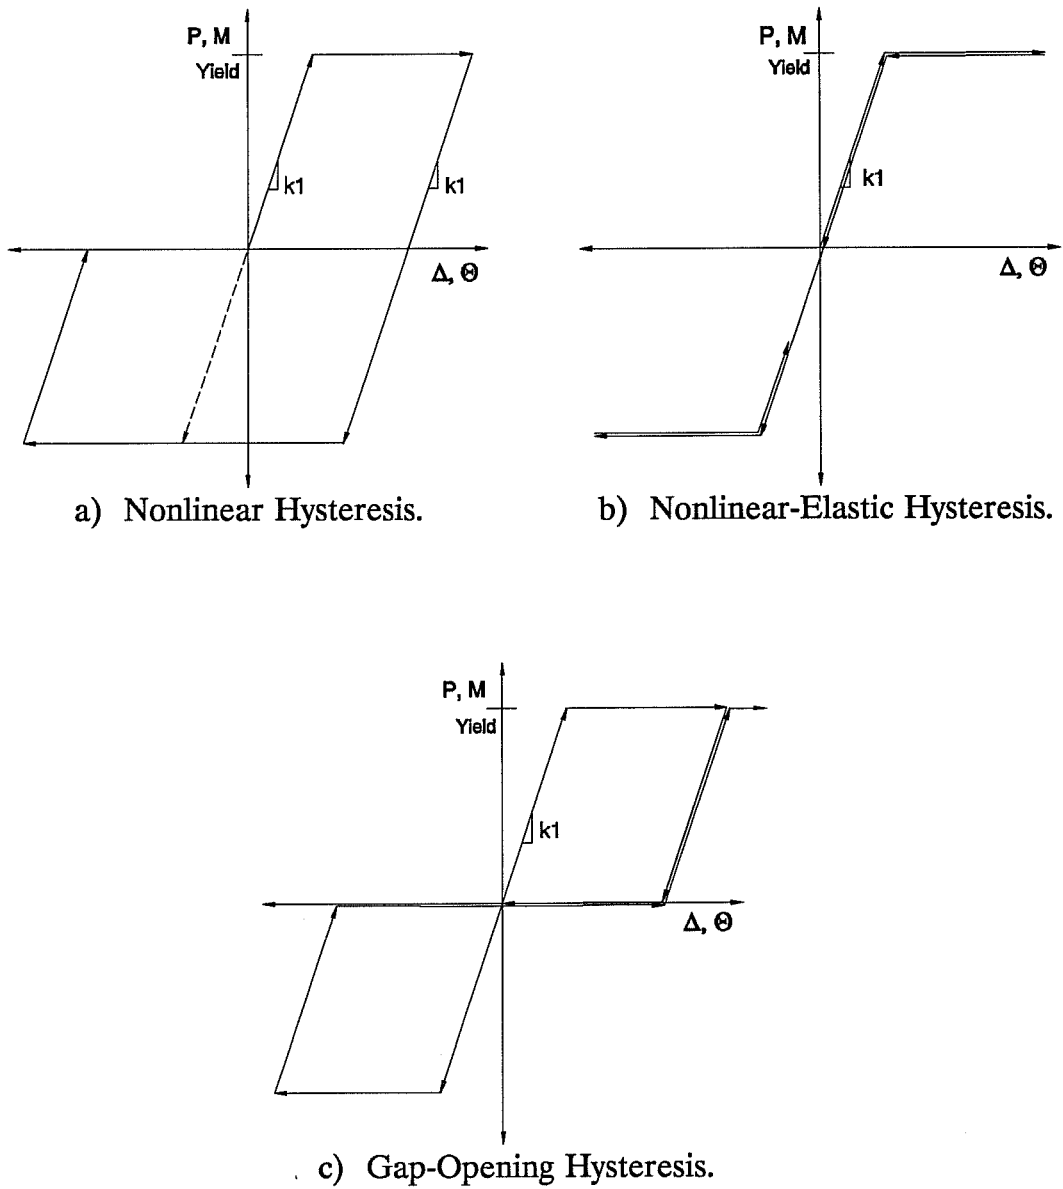 P, M
Yield
k1
k1
Δ, Θ
a) Nonlinear Hysteresis.
P, M
Yield
k1
Δ, Θ
b) Nonlinear-Elastic Hysteresis.
P, M
Yield
k1
Δ, Θ
c) Gap-Opening Hysteresis.